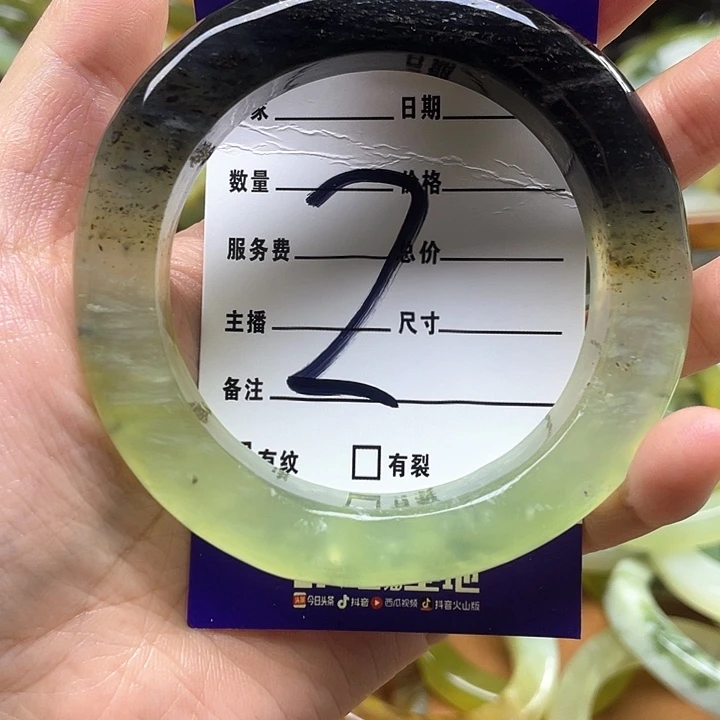 家 日期
数量 价格
2
服务费 总价
主播 尺寸
备注
有纹 有裂
今日头条 抖音 西瓜视频 抖音火山版